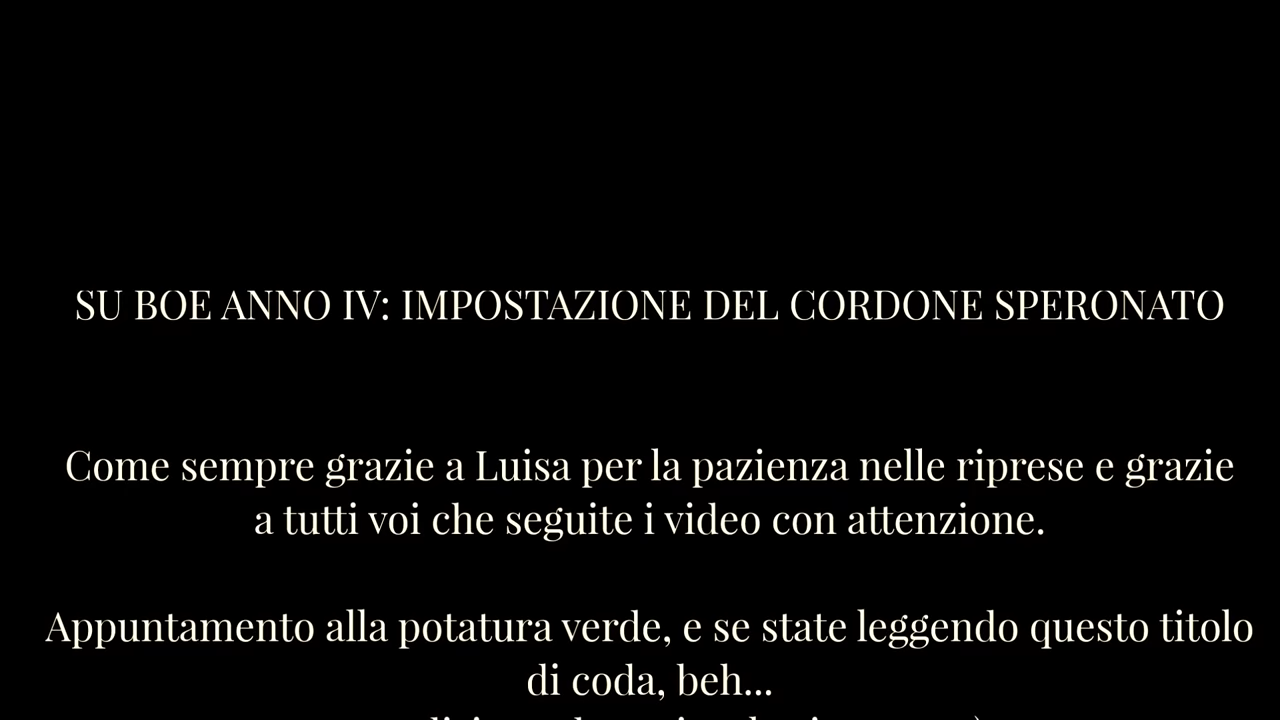 SU BOE ANNO IV: IMPOSTAZIONE DEL CORDONE SPERONATO
Come sempre grazie a Luisa per la pazienza nelle riprese e grazie
a tutti voi che seguite i video con attenzione.
Appuntamento alla potatura verde, e se state leggendo questo titolo
di coda, beh...